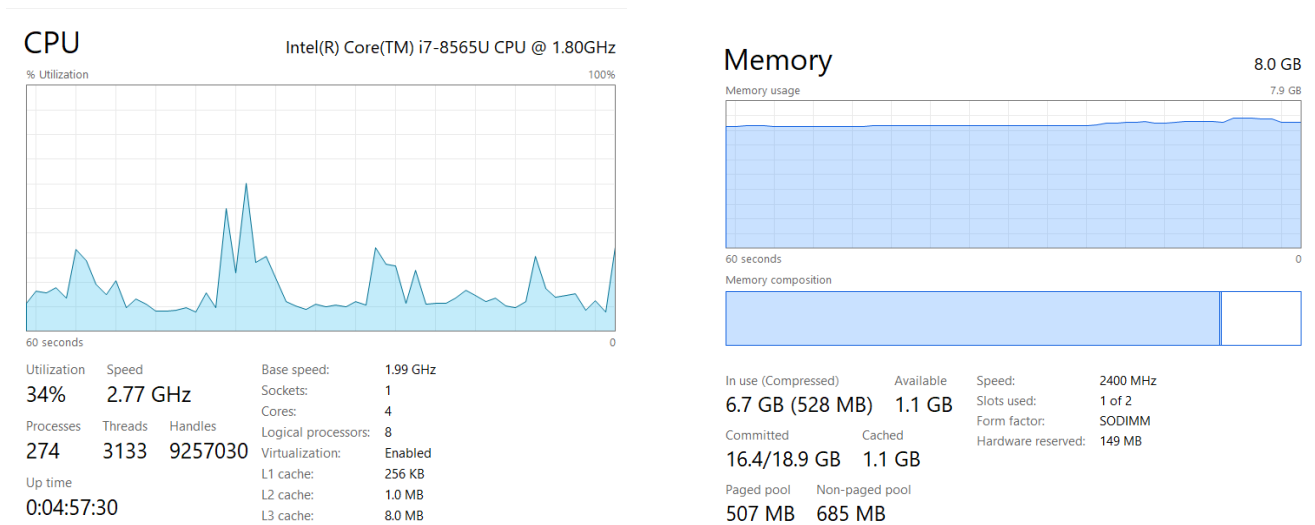 CPU
Intel(R) Core(TM) i7-8565U CPU @ 1.80GHz
% Utilization 100%
60 seconds 0
Utilization Speed
34% 2.77 GHz
Processes Threads Handles
274 3133 9257030
Up time
0:04:57:30
Base speed: 1.99 GHz
Sockets: 1
Cores: 4
Logical processors: 8
Virtualization: Enabled
L1 cache: 256 KB
L2 cache: 1.0 MB
L3 cache: 8.0 MB
Memory 8.0 GB
Memory usage 7.9 GB
60 seconds 0
Memory composition
In use (Compressed) Available
6.7 GB (528 MB) 1.1 GB
Committed Cached
16.4/18.9 GB 1.1 GB
Paged pool Non-paged pool
507 MB 685 MB
Speed: 2400 MHz
Slots used: 1 of 2
Form factor: SODIMM
Hardware reserved: 149 MB